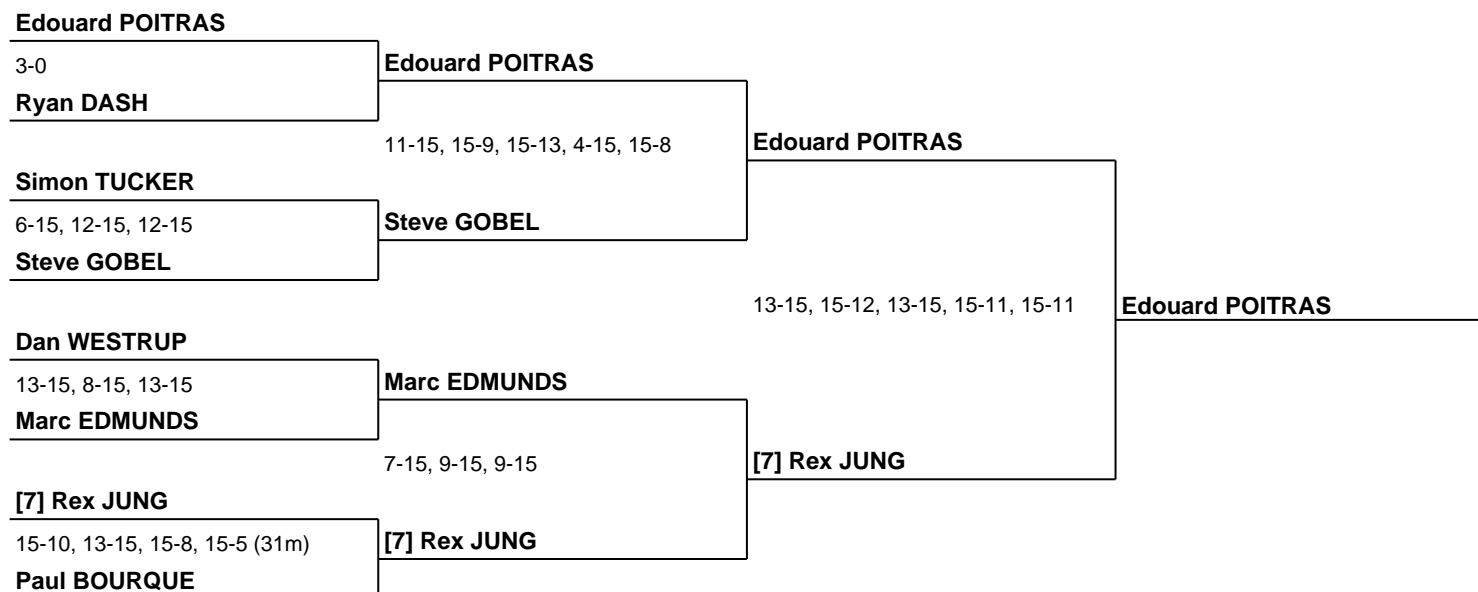 Edouard POITRAS
3-0
Edouard POITRAS
Ryan DASH
11-15, 15-9, 15-13, 4-15, 15-8
Edouard POITRAS
Simon TUCKER
6-15, 12-15, 12-15
Steve GOBEL
Steve GOBEL
13-15, 15-12, 13-15, 15-11, 15-11
Edouard POITRAS
Dan WESTRUP
13-15, 8-15, 13-15
Marc EDMUNDS
Marc EDMUNDS
7-15, 9-15, 9-15
[7] Rex JUNG
[7] Rex JUNG
15-10, 13-15, 15-8, 15-5 (31m)
[7] Rex JUNG
Paul BOURQUE